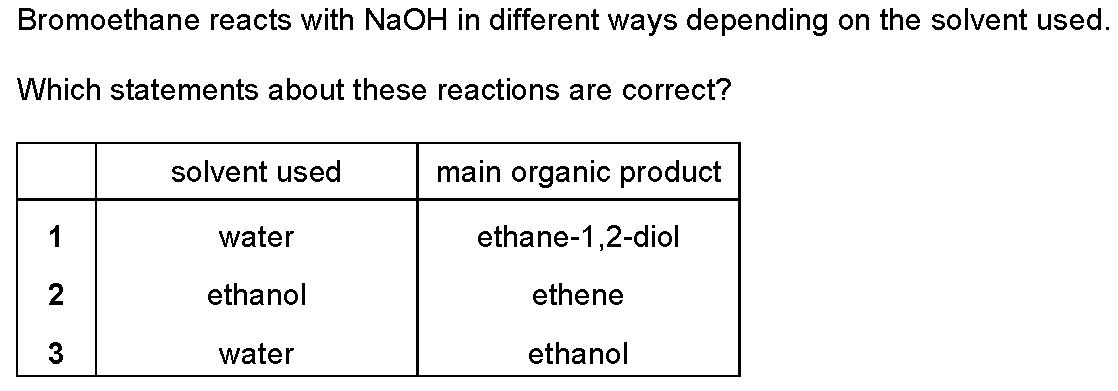 Bromoethane reacts with NaOH in different ways depending on the solvent used.
Which statements about these reactions are correct?
solvent used main organic product
1 water ethane-1,2-diol
2 ethanol ethene
3 water ethanol